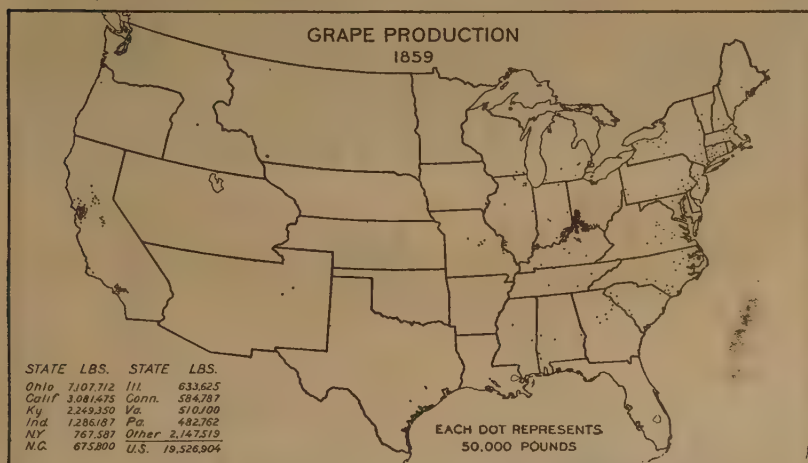 GRAPE PRODUCTION
1859
STATE LBS. STATE LBS.
Ohio 7,107,712 Ill. 633,625
Calif 3,081,475 Conn. 584,787
Ky 2,249,350 Va. 510,100
Ind. 1,286,187 Pa. 482,762
N.Y 767,587 Other 2,147,519
N.C. 675,800 U.S. 19,526,904
EACH DOT REPRESENTS
50,000 POUNDS